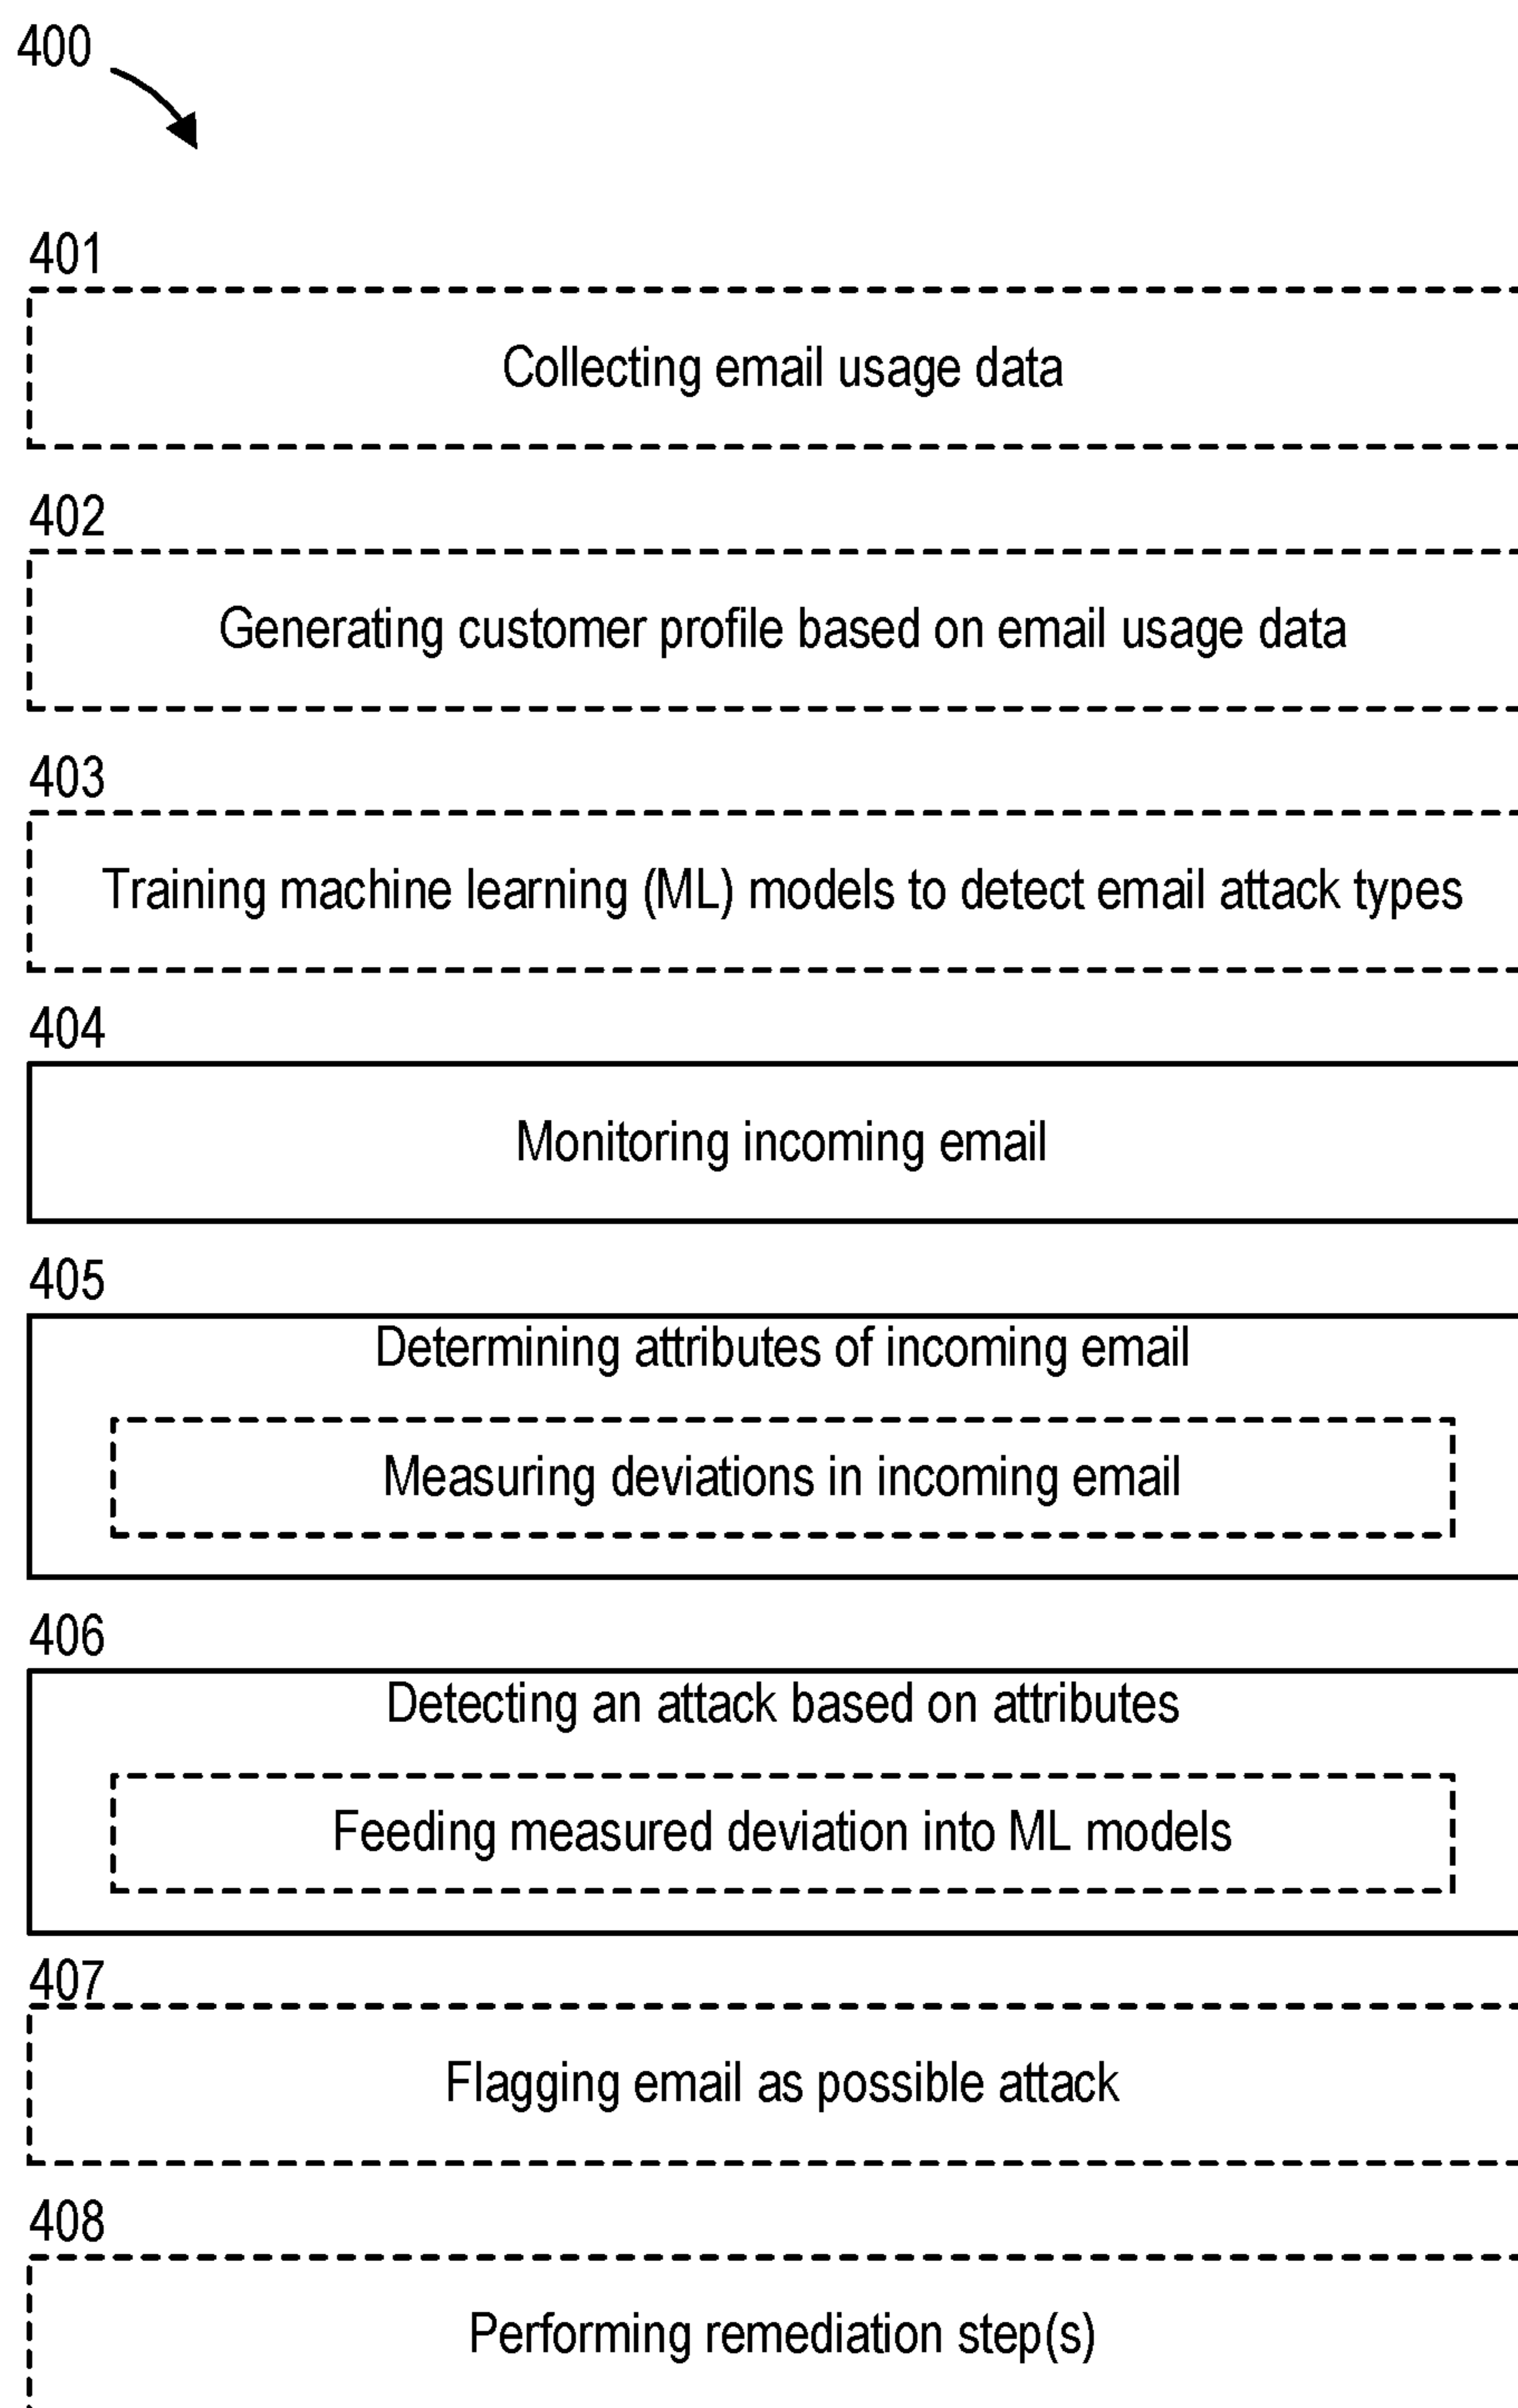 400
401
Collecting email usage data
402
Generating customer profile based on email usage data
403
Training machine learning (ML) models to detect email attack types
404
Monitoring incoming email
405
Determining attributes of incoming email
Measuring deviations in incoming email
406
Detecting an attack based on attributes
Feeding measured deviation into ML models
407
Flagging email as possible attack
408
Performing remediation step(s)